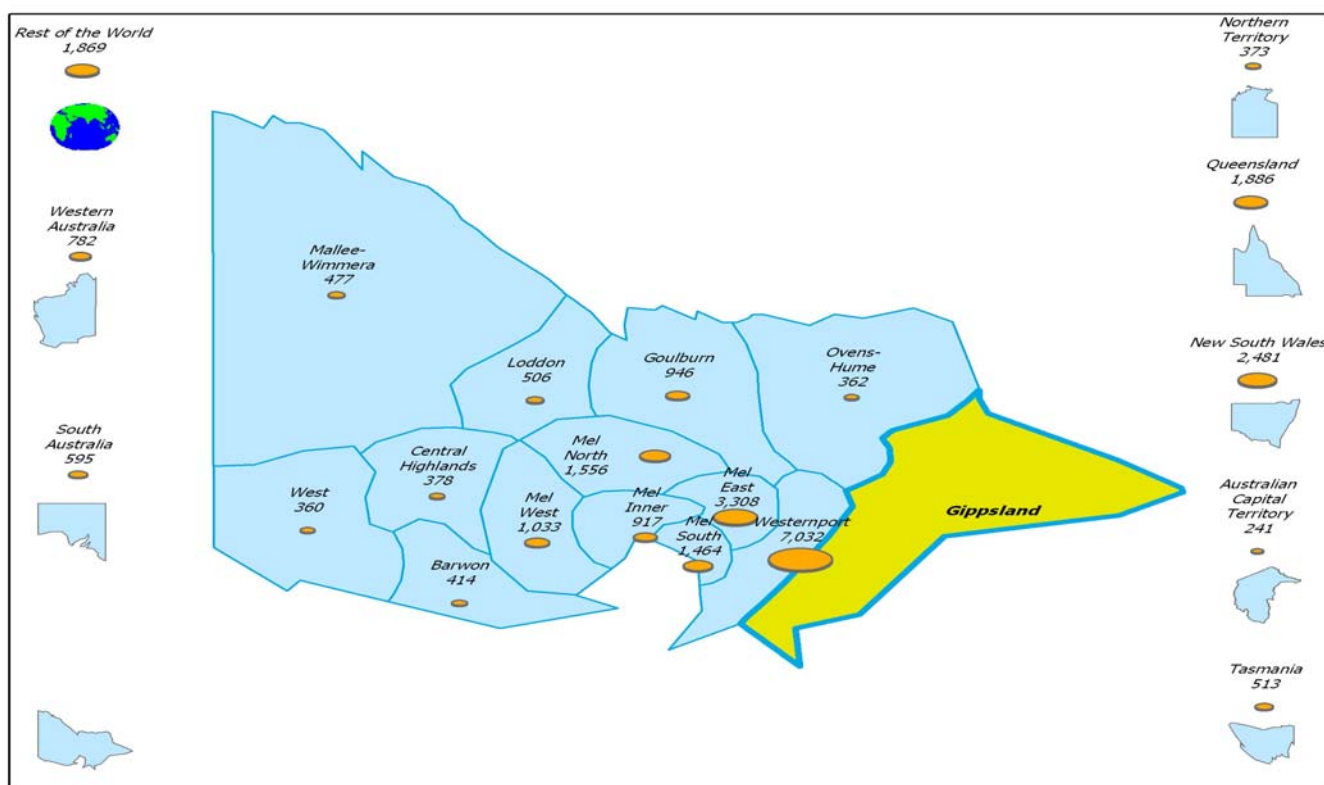 Rest of the World
1,869
Western
Australia
782
South
Australia
595
Mallee-
Wimmera
477
Loddon
506
Goulburn
946
Ovens-
Hume
362
West
360
Central
Highlands
378
Mel
North
1,556
Mel
West
1,033
Mel
Inner
917
Mel
East
3,308
Mel
South
1,464
Westernport
7,032
Barwon
414
Gippsland
Northern
Territory
373
Queensland
1,886
New South Wales
2,481
Australian
Capital
Territory
241
Tasmania
513